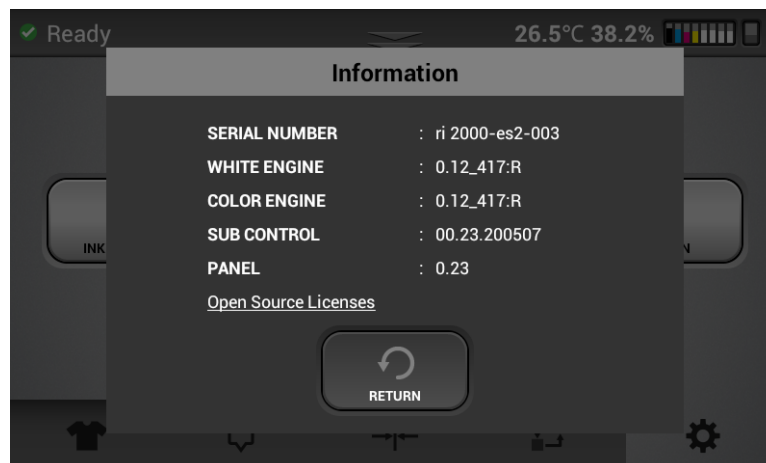 Ready 26.5°C 38.2%
Information
SERIAL NUMBER : ri 2000-es2-003
WHITE ENGINE : 0.12_417:R
COLOR ENGINE : 0.12_417:R
SUB CONTROL : 00.23.200507
PANEL : 0.23
INK
N
Open Source Licenses
RETURN